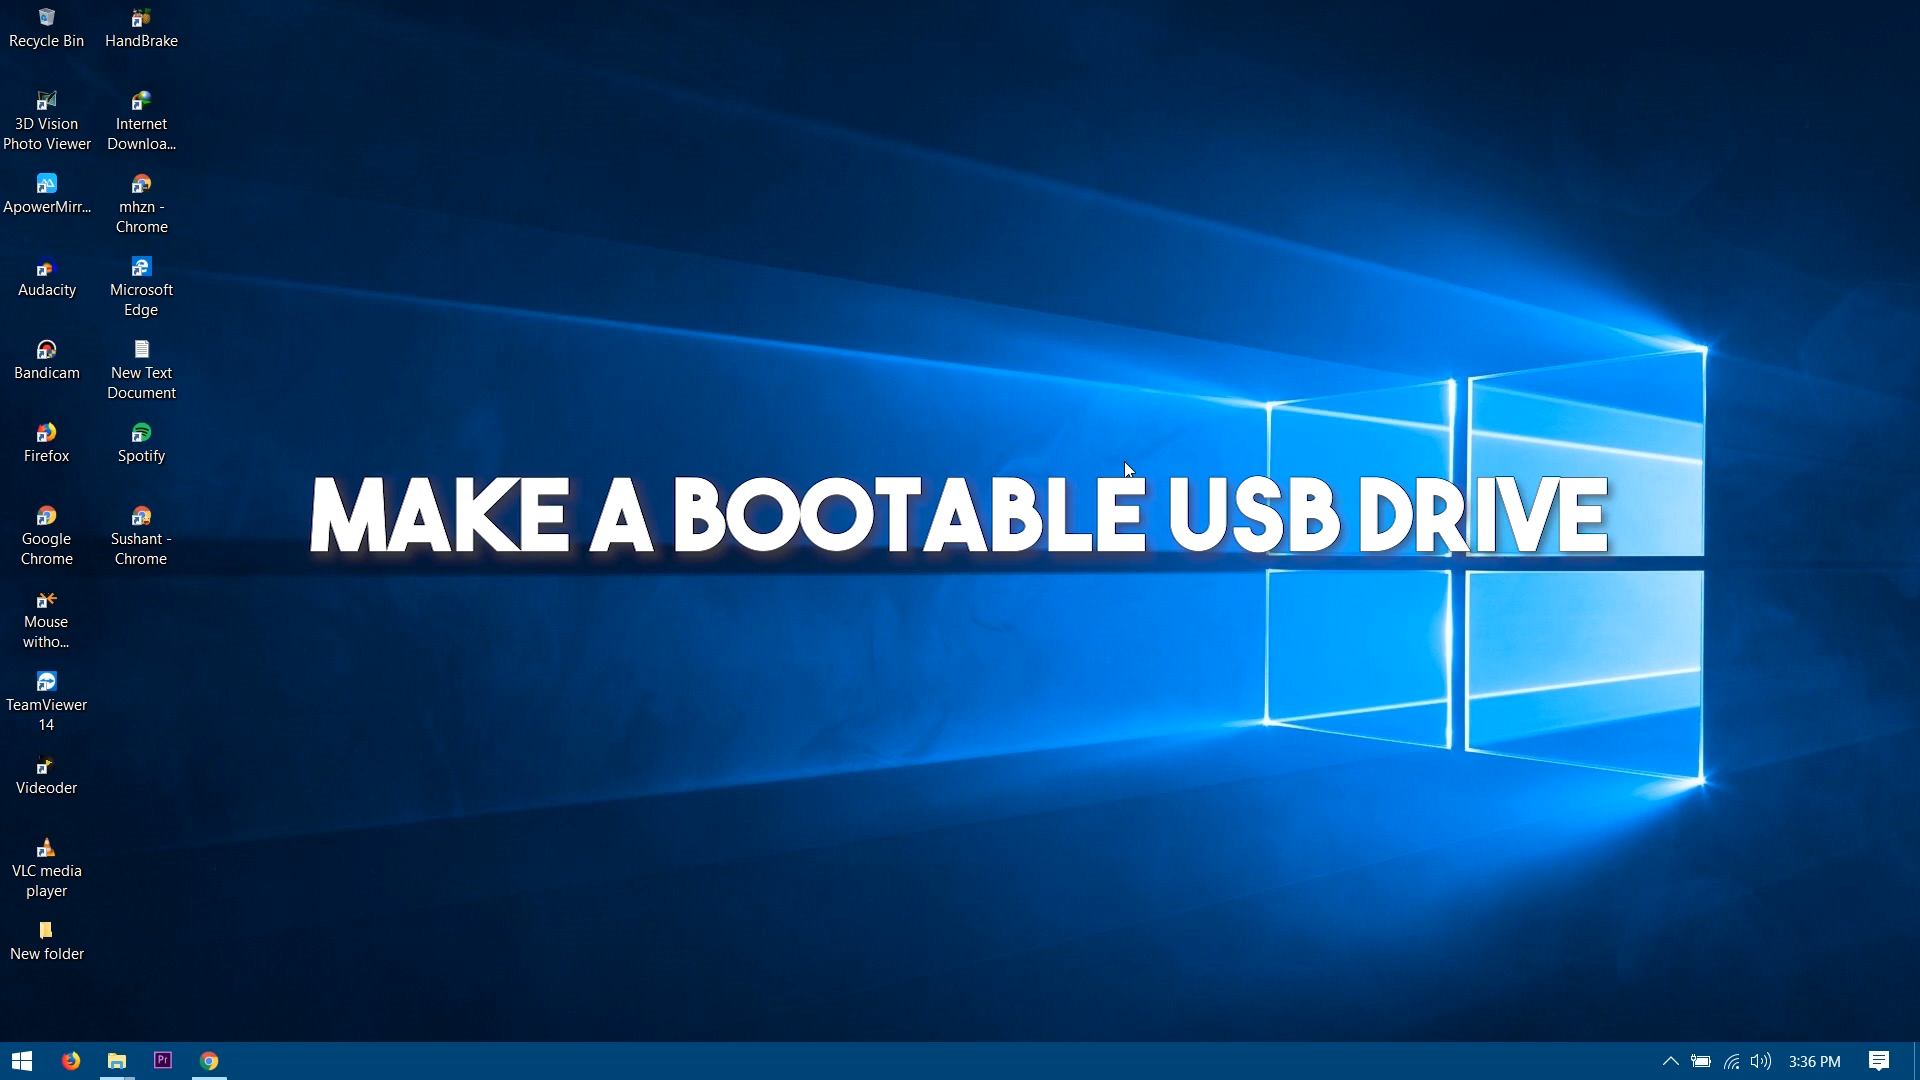 Recycle Bin
HandBrake
3D Vision
Photo Viewer
Internet
Downloa...
ApowerMirr...
mhzn -
Chrome
Audacity
Microsoft
Edge
Bandicam
New Text
Document
Firefox
Spotify
MAKE A BOOTABLE USB DRIVE
Google
Chrome
Sushant -
Chrome
Mouse
witho...
TeamViewer
14
Videoder
VLC media
player
New folder
Pr
3:36 PM